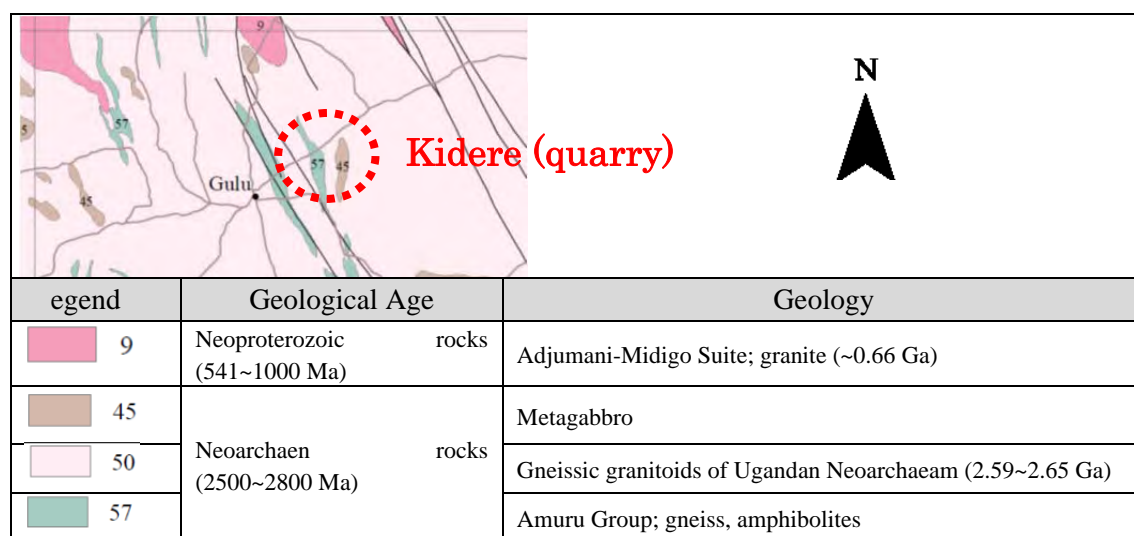 9
N
57
5
Kidere (quarry)
57
45
Gulu
45
egend Geological Age Geology
9 Neoproterozoic rocks (541~1000 Ma) Adjumani-Midigo Suite; granite (~0.66 Ga)
45 Neoarchaen rocks (2500~2800 Ma) Metagabbro
50 Gneissic granitoids of Ugandan Neoarchaeam (2.59~2.65 Ga)
57 Amuru Group; gneiss, amphibolites